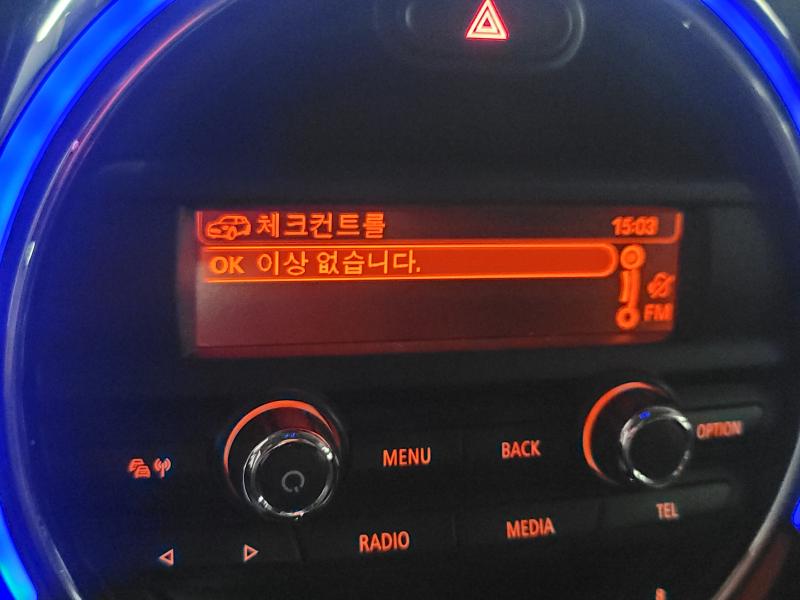 체크컨트롤 15:03
OK 이상 없습니다.
FM
OPTION
MENU BACK
TEL
RADIO MEDIA
8